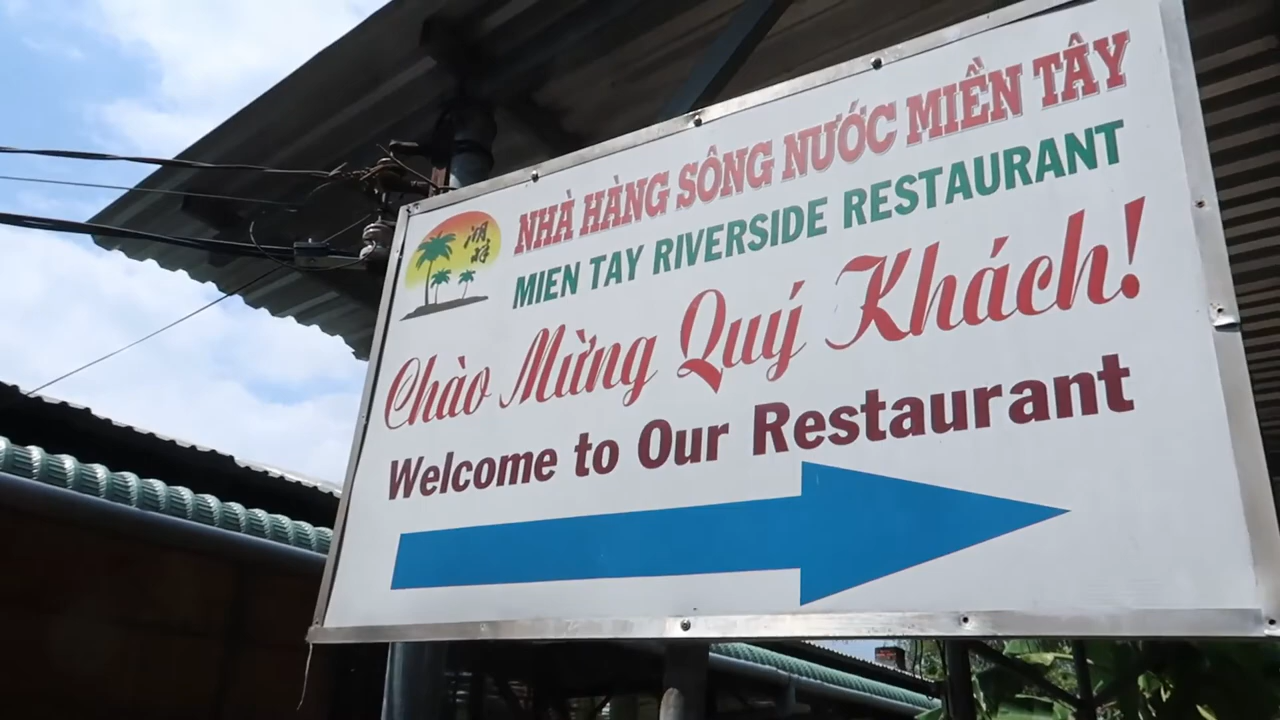 NHÀ HÀNG SÔNG NƯỚC MIỀN TÂY
MIEN TAY RIVERSIDE RESTAURANT
Chào Mừng Quý Khách!
Welcome to Our Restaurant